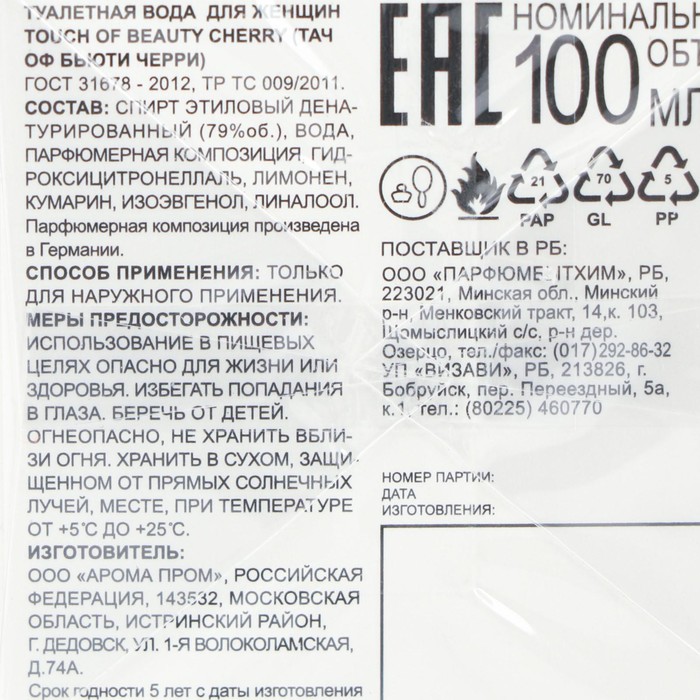 ТУАЛЕТНАЯ ВОДА ДЛЯ ЖЕНЩИН
TOUCH OF BEAUTY CHERRY (ТАЧ
ОФ БЬЮТИ ЧЕРРИ)
ГОСТ 31678 - 2012, ТР ТС 009/2011.
СОСТАВ: СПИРТ ЭТИЛОВЫЙ ДЕНА-
ТУРИРОВАННЫЙ (79%об.), ВОДА,
ПАРФЮМЕРНАЯ КОМПОЗИЦИЯ, ГИД-
РОКСИЦИТРОНЕЛЛАЛЬ, ЛИМОНЕН,
КУМАРИН, ИЗОЭВГЕНОЛ, ЛИНАЛООЛ.
Парфюмерная композиция произведена
в Германии.
СПОСОБ ПРИМЕНЕНИЯ: ТОЛЬКО
ДЛЯ НАРУЖНОГО ПРИМЕНЕНИЯ.
МЕРЫ ПРЕДОСТОРОЖНОСТИ:
ИСПОЛЬЗОВАНИЕ В ПИЩЕВЫХ
ЦЕЛЯХ ОПАСНО ДЛЯ ЖИЗНИ ИЛИ
ЗДОРОВЬЯ. ИЗБЕГАТЬ ПОПАДАНИЯ
В ГЛАЗА. БЕРЕЧЬ ОТ ДЕТЕЙ.
ОГНЕОПАСНО, НЕ ХРАНИТЬ ВБЛИ-
ЗИ ОГНЯ. ХРАНИТЬ В СУХОМ, ЗАЩИ-
ЩЕННОМ ОТ ПРЯМЫХ СОЛНЕЧНЫХ
ЛУЧЕЙ, МЕСТЕ, ПРИ ТЕМПЕРАТУРЕ
ОТ +5°С ДО +25°С.
ИЗГОТОВИТЕЛЬ:
ООО «АРОМА ПРОМ», РОССИЙСКАЯ
ФЕДЕРАЦИЯ, 143532, МОСКОВСКАЯ
ОБЛАСТЬ, ИСТРИНСКИЙ РАЙОН,
Г. ДЕДОВСК, УЛ. 1-Я ВОЛОКОЛАМСКАЯ,
Д.74А.
Срок годности 5 лет с даты изготовления
EAC
НОМИНАЛЬН
ОБЪ
100 МЛ
21 70 5
PAP GL PP
ПОСТАВЩИК В РБ:
ООО «ПАРФЮМЕНТХИМ», РБ,
223021, Минская обл., Минский
р-н, Менковский тракт, 14,к. 103,
Щомыслицкий с/с, р-н дер.
Озерцо, тел./факс: (017)292-86-32
УП «ВИЗАВИ», РБ, 213826, г.
Бобруйск, пер. Переездный, 5а,
к.1, тел.: (80225) 460770
НОМЕР ПАРТИИ:
ДАТА
ИЗГОТОВЛЕНИЯ: